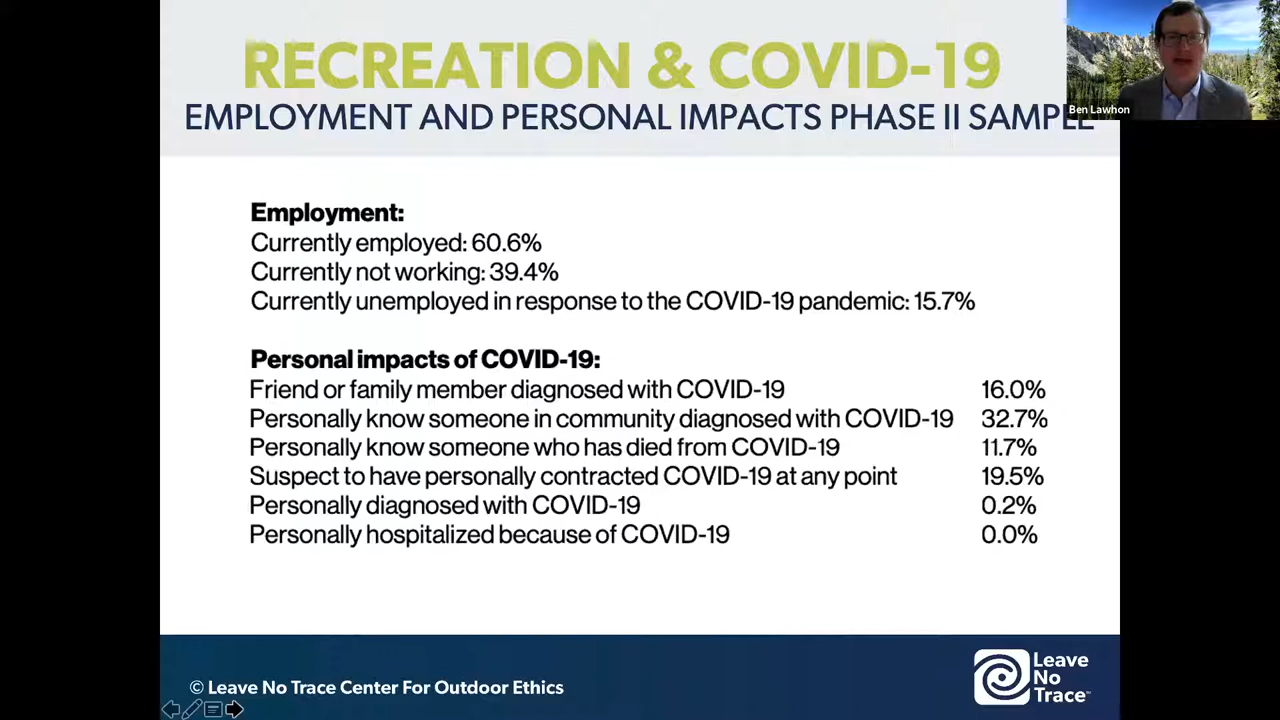 RECREATION & COVID-19
EMPLOYMENT AND PERSONAL IMPACTS PHASE II SAMPLE
Ben Lawhon
Employment:
Currently employed: 60.6%
Currently not working: 39.4%
Currently unemployed in response to the COVID-19 pandemic: 15.7%
Personal impacts of COVID-19:
Friend or family member diagnosed with COVID-19 16.0%
Personally know someone in community diagnosed with COVID-19 32.7%
Personally know someone who has died from COVID-19 11.7%
Suspect to have personally contracted COVID-19 at any point 19.5%
Personally diagnosed with COVID-19 0.2%
Personally hospitalized because of COVID-19 0.0%
© Leave No Trace Center For Outdoor Ethics
Leave
No
Trace™